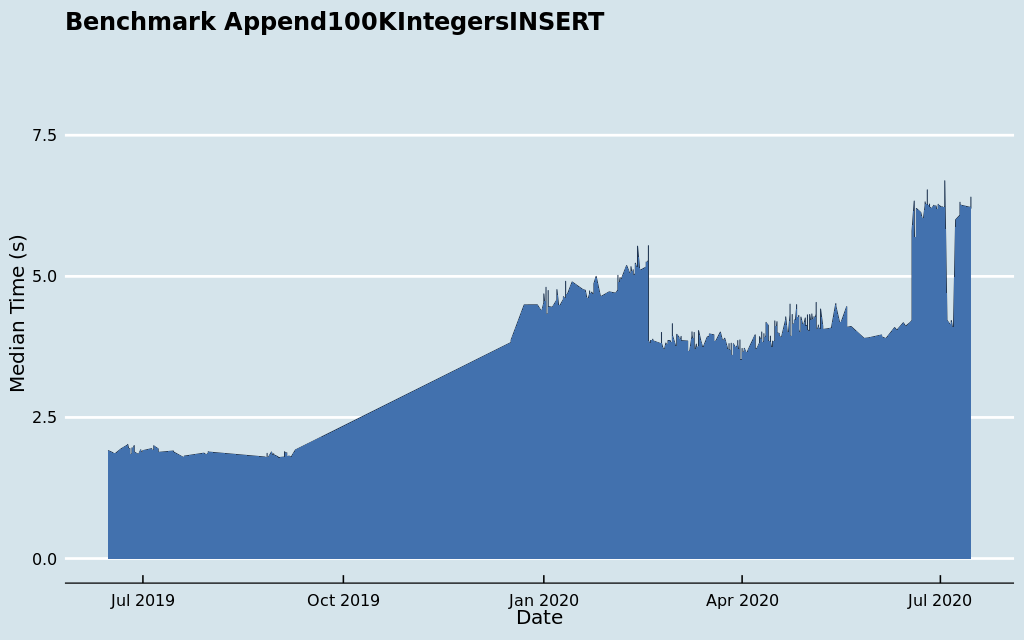 Benchmark Append100KIntegersINSERT
7.5
5.0
2.5
0.0
Median Time (s)
Jul 2019 Oct 2019 Jan 2020 Apr 2020 Jul 2020
Date